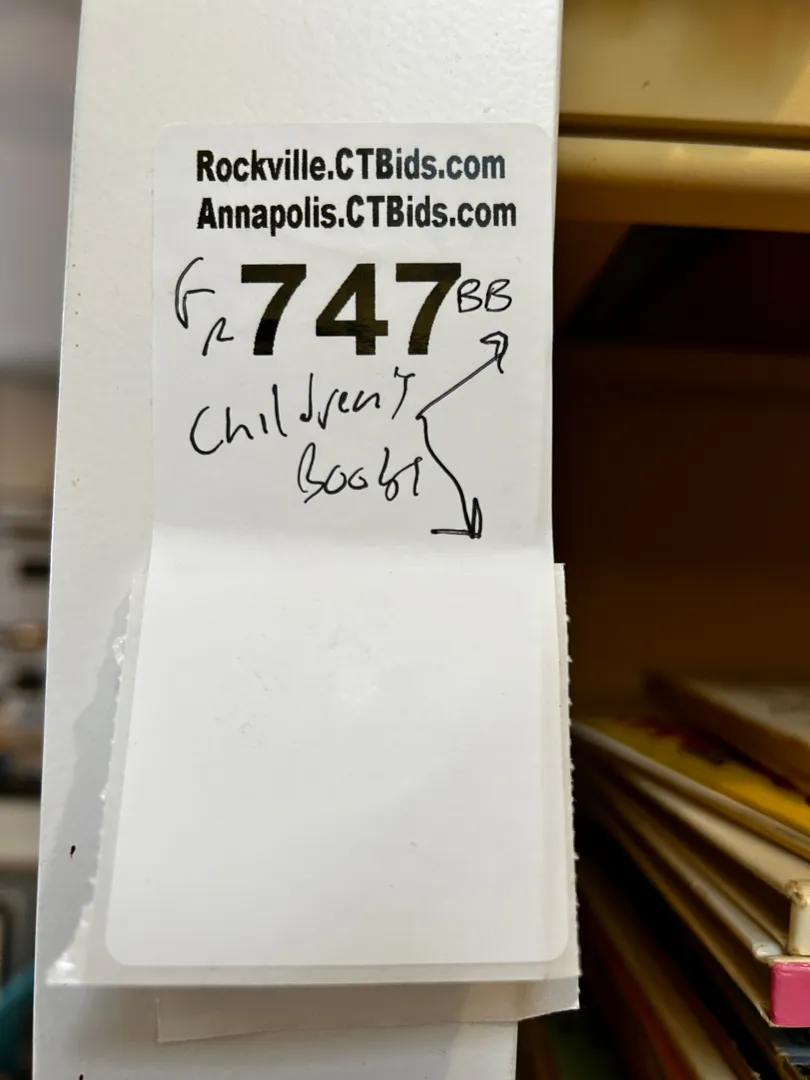 Rockville.CTBids.com
Annapolis.CTBids.com
747 BB
Children's
Books